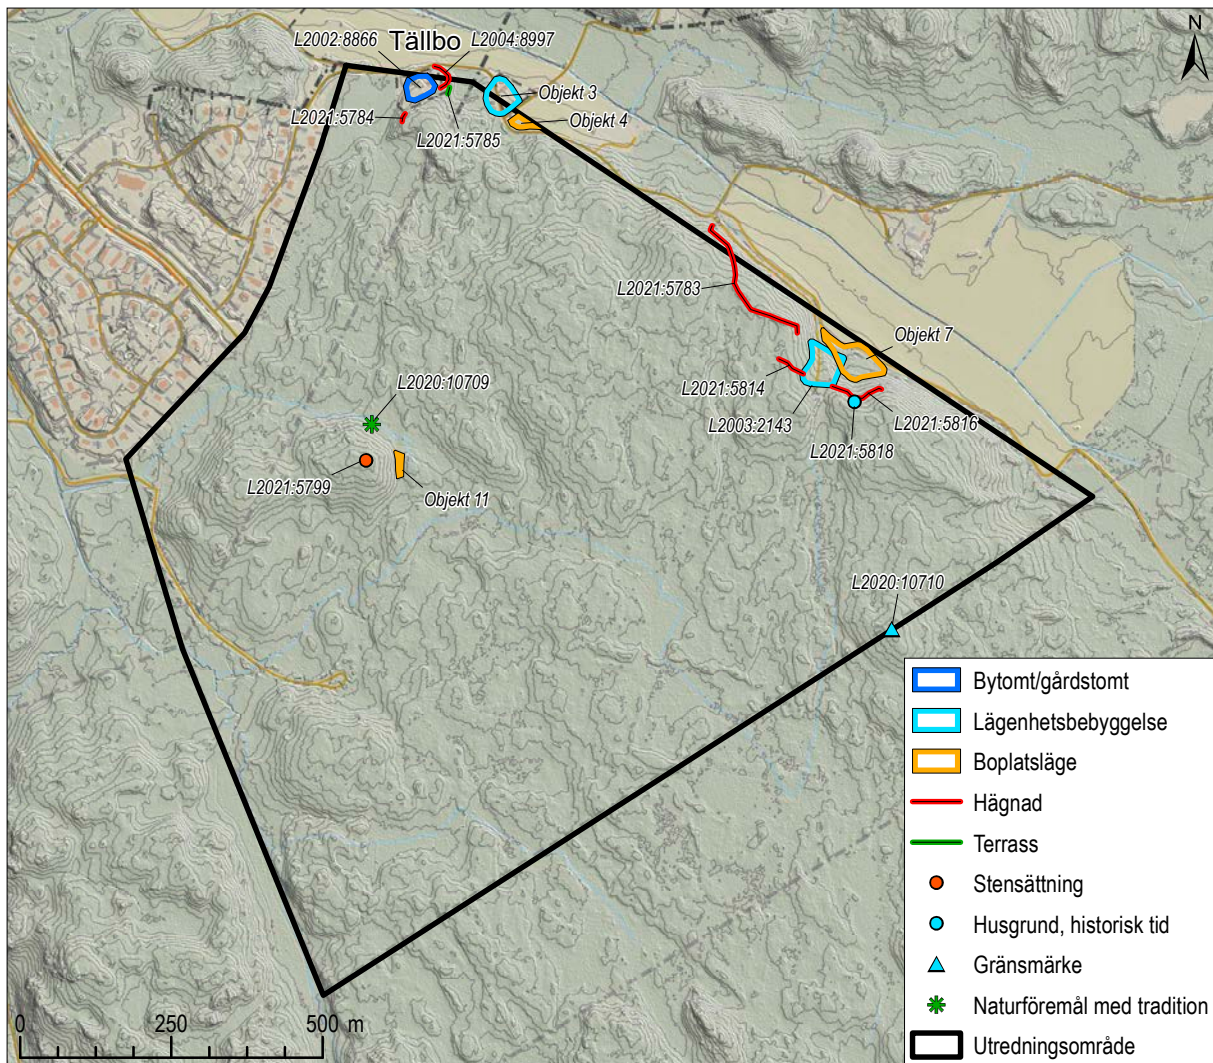 N
L2002:8866
Tällbo
L2004:8997
Objekt 3
Objekt 4
L2021:5784
L2021:5785
L2021:5783
Objekt 7
L2021:5814
L2003:2143
L2021:5816
L2021:5818
L2020:10709
L2021:5799
Objekt 11
L2020:10710
Bytomt/gårdstomt
Lägenhetsbebyggelse
Boplatsläge
Hägnad
Terrass
Stensättning
Husgrund, historisk tid
Gränsmärke
Naturföremål med tradition
Utredningsområde
0 250 500 m